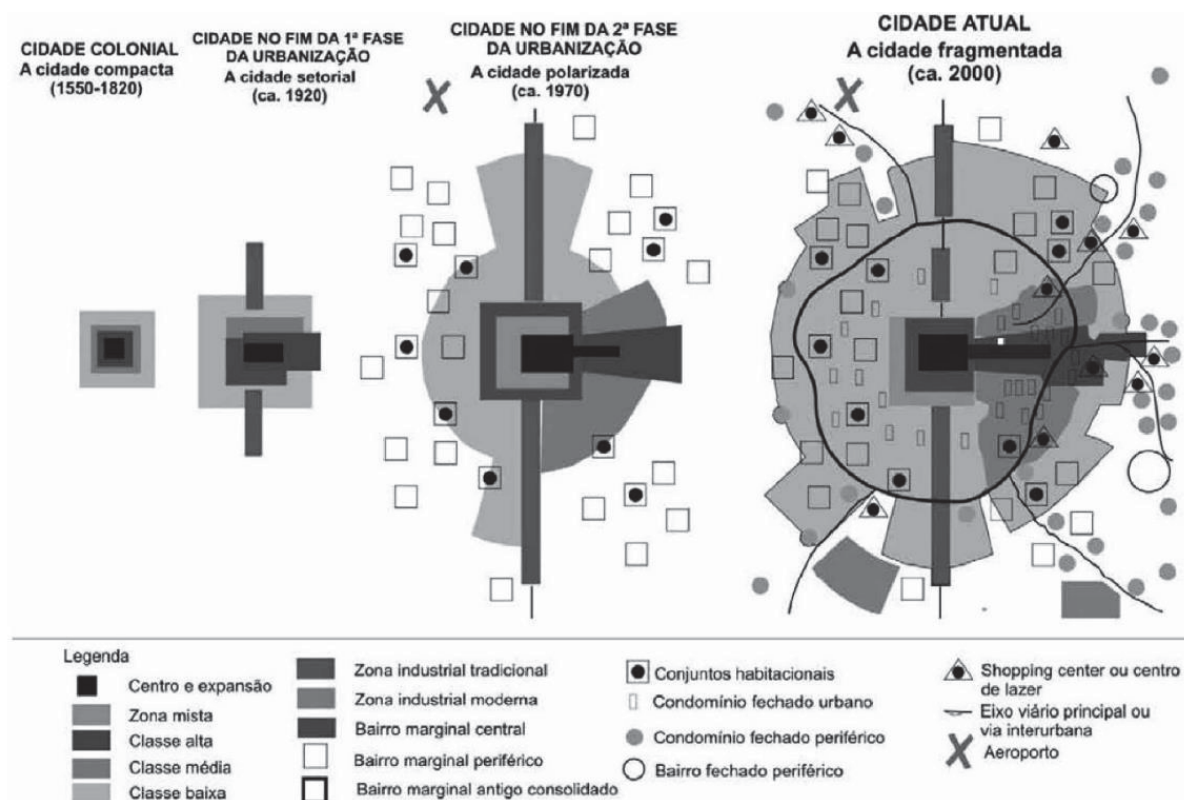 CIDADE COLONIAL
A cidade compacta
(1550-1820)
CIDADE NO FIM DA 1ª FASE
DA URBANIZAÇÃO
A cidade setorial
(ca. 1920)
CIDADE NO FIM DA 2ª FASE
DA URBANIZAÇÃO
A cidade polarizada
(ca. 1970)
CIDADE ATUAL
A cidade fragmentada
(ca. 2000)
Legenda
Centro e expansão
Zona mista
Classe alta
Classe média
Classe baixa
Zona industrial tradicional
Zona industrial moderna
Bairro marginal central
Bairro marginal periférico
Bairro marginal antigo consolidado
Conjuntos habitacionais
Condomínio fechado urbano
Condomínio fechado periférico
Bairro fechado periférico
Shopping center ou centro
de lazer
Eixo viário principal ou
via interurbana
Aeroporto